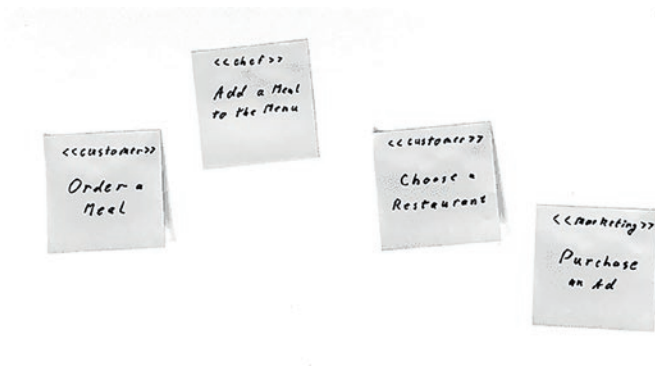 <<chef>>
Add a Meal
to the Menu
<<customer>>
Order a
Meal
<<customer>>
Choose a
Restaurant
<<marketing>>
Purchase
an Ad